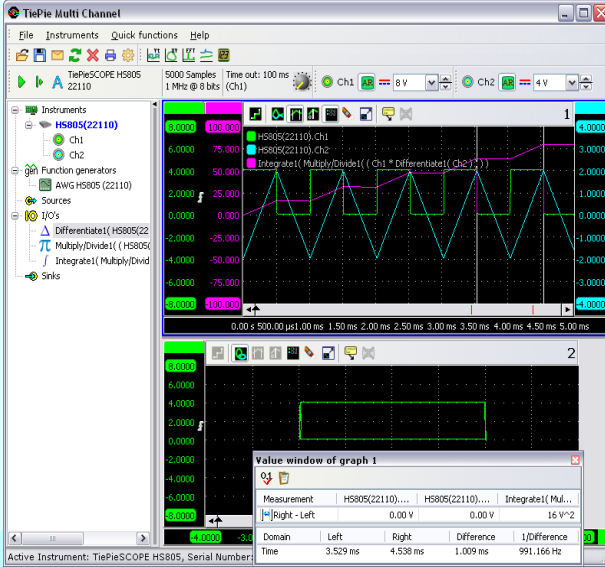 TiePie Multi Channel
File Instruments Quick functions Help
TiePieSCOPE HS805
22110
5000 Samples
1 MHz @ 8 bits
Time out: 100 ms
(Ch1)
Ch1 AR 8 V
Ch2 AR 4 V
Instruments
HS805(22110)
Ch1
Ch2
Function generators
AWG HS805 (22110)
Sources
I/O's
Differentiate1( HS805(22
Multiply/Divide1( ( HS805(
Integrate1( Multiply/Divid
Sinks
1
HS805(22110).Ch1
HS805(22110).Ch2
Integrate1( Multiply/Divide1( ( Ch1 * Differentiate1( Ch2 ) ) )
8.0000 100.000 4.0000
6.0000 75.000 3.0000
4.0000 50.000 2.0000
2.0000 25.000 1.0000
0.0000 0.000 0.0000
-2.0000 -25.000 -1.0000
-4.0000 -50.000 -2.0000
-6.0000 -75.000 -3.0000
-8.0000 -100.000 -4.0000
0.00 s 500.00 µs 1.00 ms 1.50 ms 2.00 ms 2.50 ms 3.00 ms 3.50 ms 4.00 ms 4.50 ms 5.00 ms
2
8.0000
6.0000
4.0000
2.0000
0.0000
-2.0000
-4.0000
-6.0000
-8.0000
-4.0000 -3.0
Value window of graph 1
Measurement HS805(22110).... HS805(22110).... Integrate1( Mul...
Right - Left 0.00 V 0.00 V 16 V^2
Domain Left Right Difference 1/Difference
Time 3.529 ms 4.538 ms 1.009 ms 991.166 Hz
Active Instrument: TiePieSCOPE HS805, Serial Number: